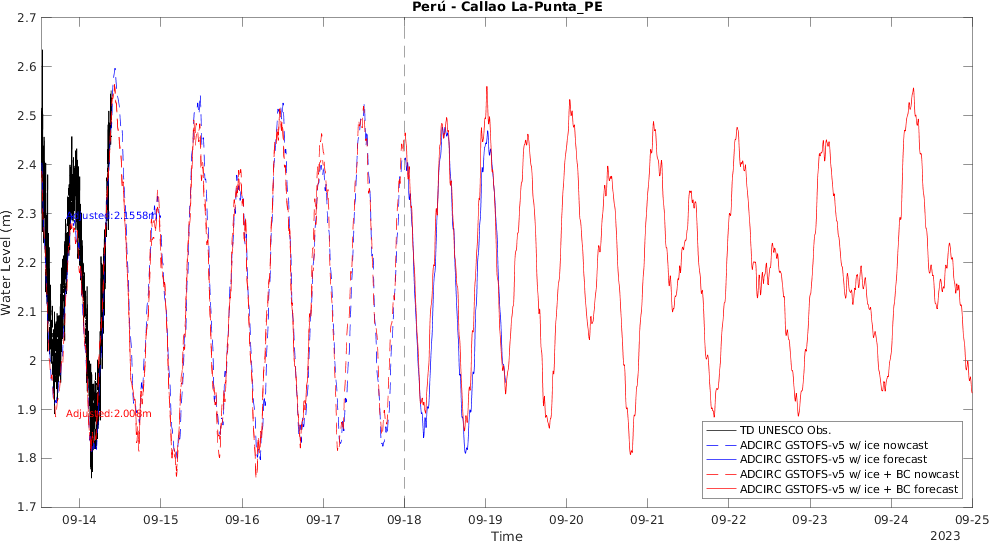 Perú - Callao La-Punta_PE
2.7
2.6
2.5
2.4
2.3
2.2
2.1
2
1.9
1.8
1.7
Water Level (m)
Adjusted:2.1558m
Adjusted:2.008m
TD UNESCO Obs.
ADCIRC GSTOFS-v5 w/ ice nowcast
ADCIRC GSTOFS-v5 w/ ice forecast
ADCIRC GSTOFS-v5 w/ ice + BC nowcast
ADCIRC GSTOFS-v5 w/ ice + BC forecast
09-14 09-15 09-16 09-17 09-18 09-19 09-20 09-21 09-22 09-23 09-24 09-25
Time
2023